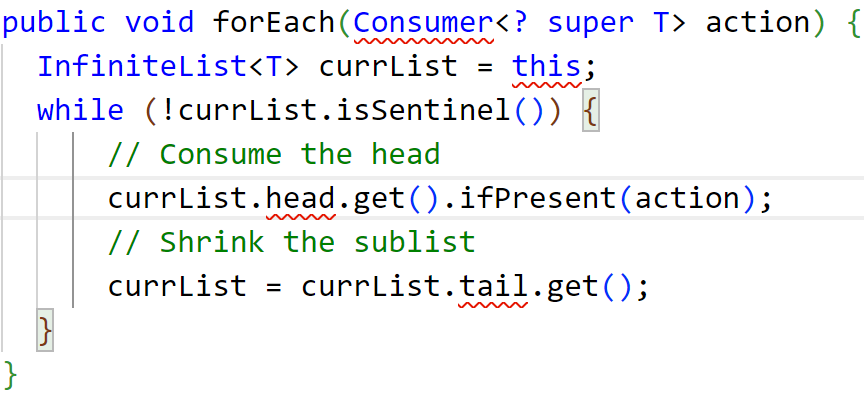 public void forEach(Consumer<? super T> action) {
  InfiniteList<T> currList = this;
  while (!currList.isSentinel()) {
      // Consume the head
      currList.head.get().ifPresent(action);
      // Shrink the sublist
      currList = currList.tail.get();
  }
}